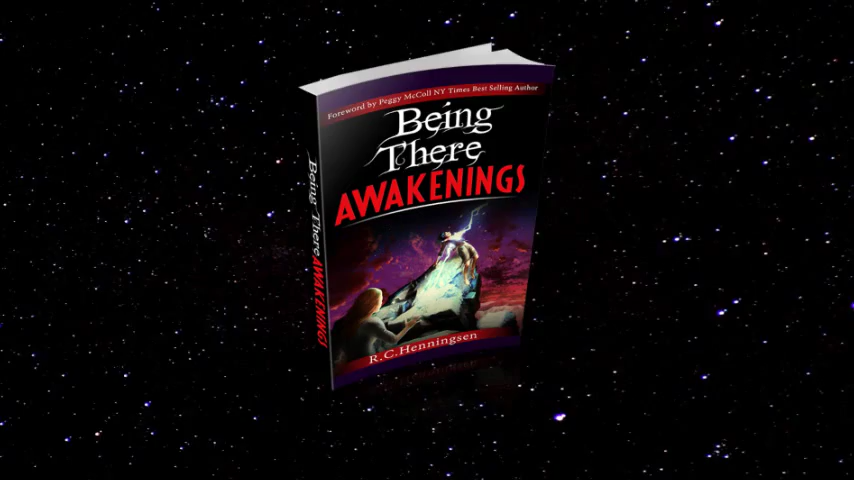 Foreword by Peggy McColl NY Times Best Selling Author
Being
There
AWAKENINGS
R.C.Henningsen
Being There AWAKENINGS